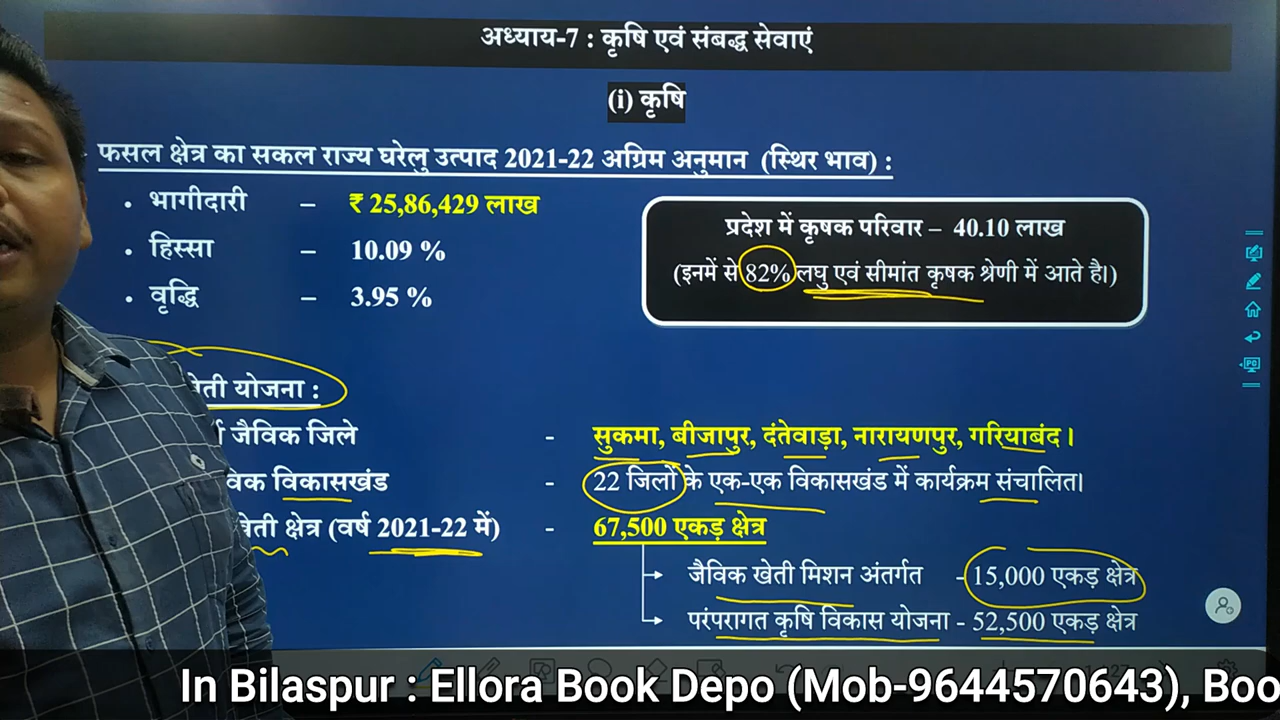 अध्याय-7 : कृषि एवं संबद्ध सेवाएं
(i) कृषि
फसल क्षेत्र का सकल राज्य घरेलु उत्पाद 2021-22 अग्रिम अनुमान (स्थिर भाव) :
• भागीदारी – ₹ 25,86,429 लाख
• हिस्सा – 10.09 %
• वृद्धि – 3.95 %
प्रदेश में कृषक परिवार – 40.10 लाख
(इनमें से 82% लघु एवं सीमांत कृषक श्रेणी में आते है।)
योजना :
जैविक जिले - सुकमा, बीजापुर, दंतेवाड़ा, नारायणपुर, गरियाबंद।
विकासखंड - 22 जिलों के एक-एक विकासखंड में कार्यक्रम संचालित।
क्षेत्र (वर्ष 2021-22 में) - 67,500 एकड़ क्षेत्र
जैविक खेती मिशन अंतर्गत - 15,000 एकड़ क्षेत्र
परंपरागत कृषि विकास योजना - 52,500 एकड़ क्षेत्र
In Bilaspur : Ellora Book Depo (Mob-9644570643), Boo